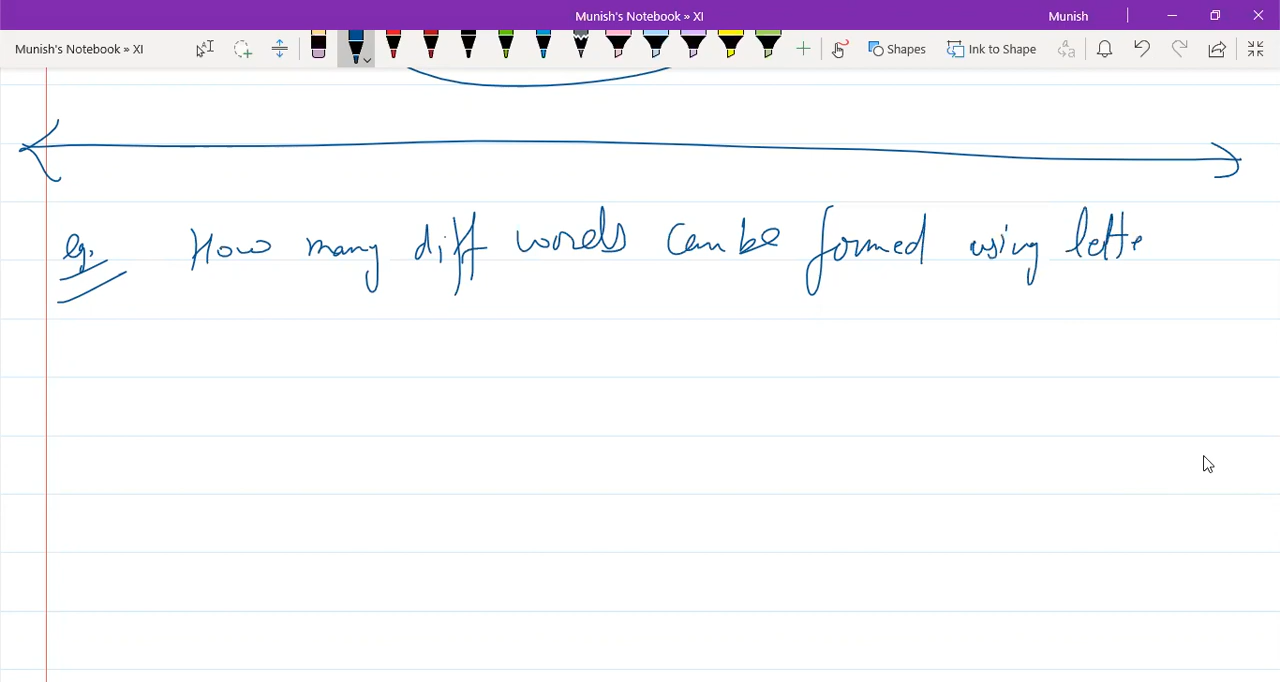 Munish's Notebook » XI
Munish
Munish's Notebook » XI
Shapes
Ink to Shape
eg. How many diff words can be formed using lette